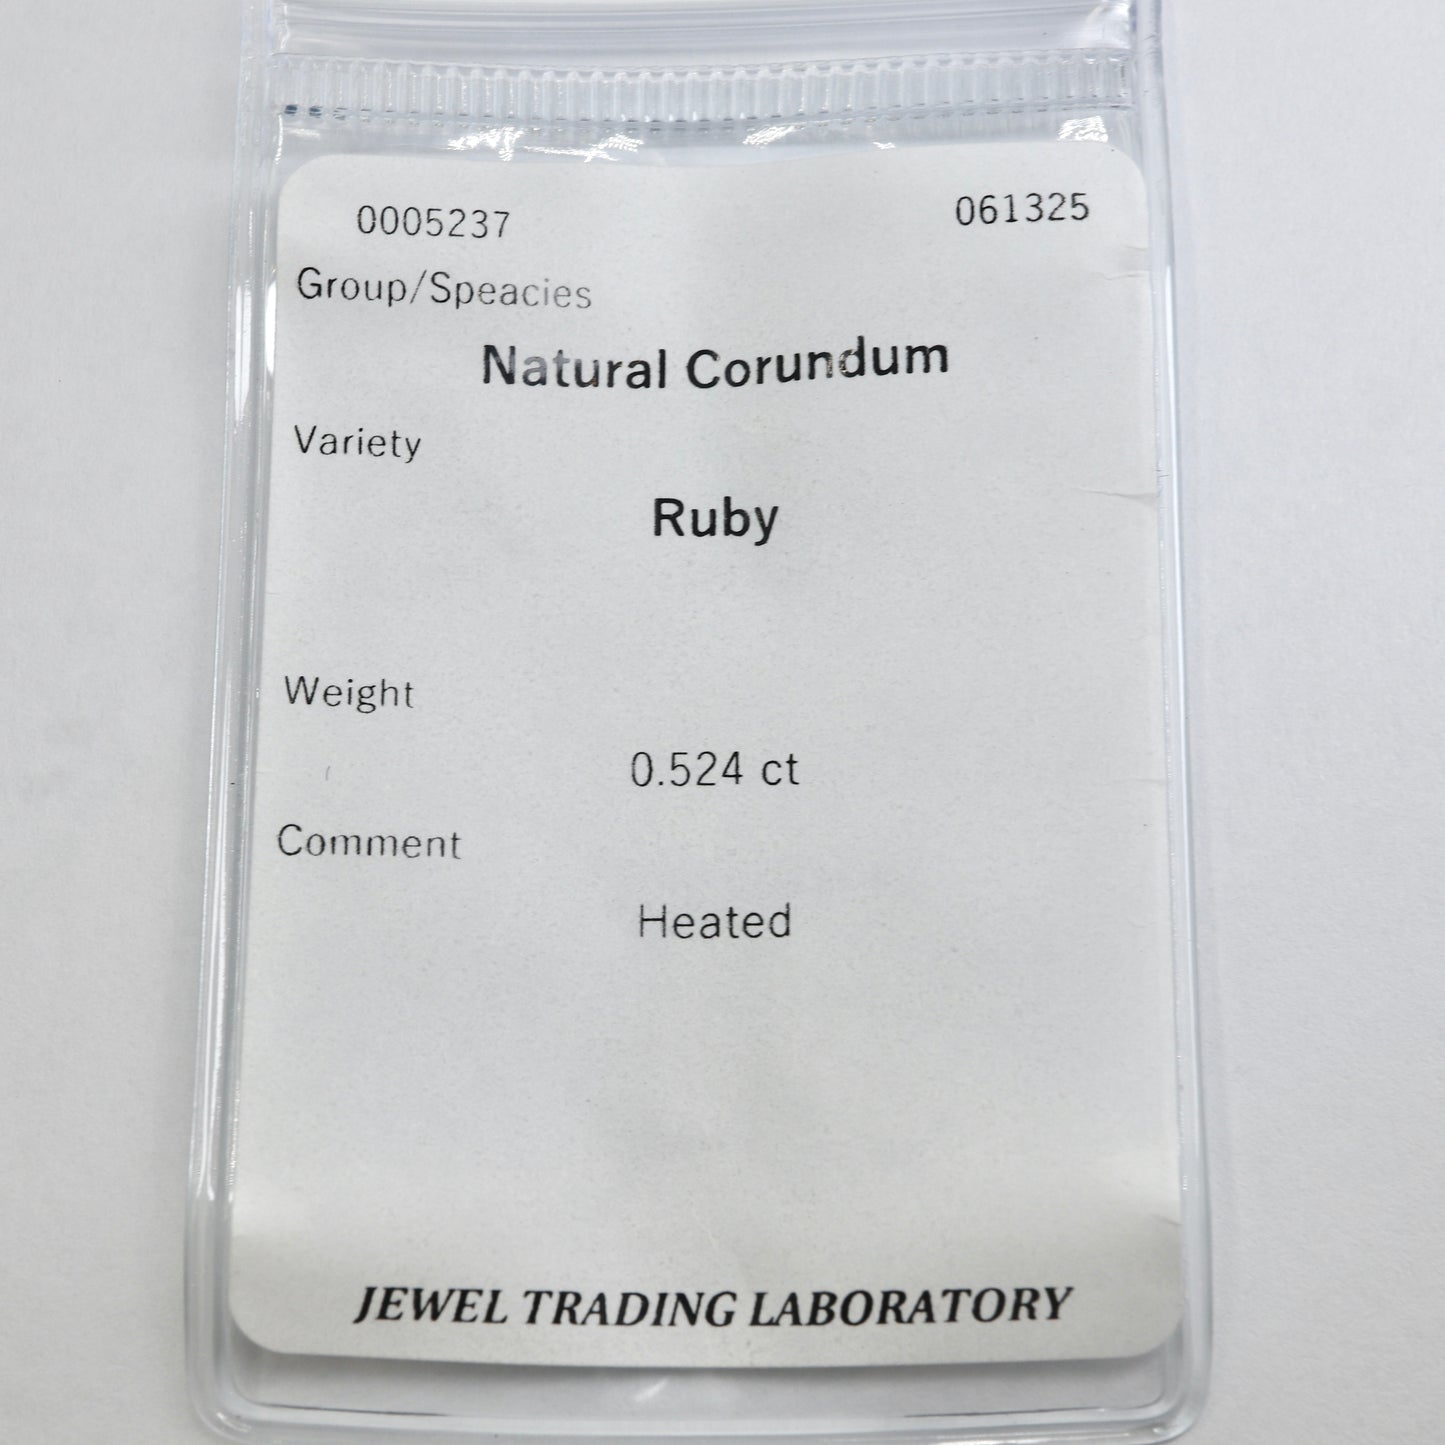 0005237 061325
Group/Speacies
Natural Corundum
Variety
Ruby
Weight
0.524 ct
Comment
Heated
JEWEL TRADING LABORATORY